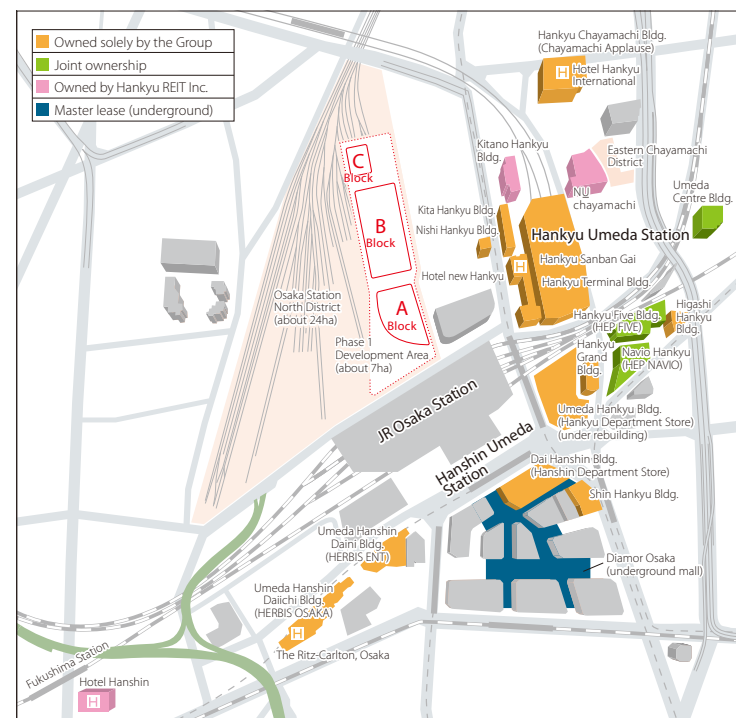 Owned solely by the Group
Joint ownership
Owned by Hankyu REIT Inc.
Master lease (underground)
Hankyu Chayamachi Bldg.
(Chayamachi Applause)
H
Hotel Hankyu
International
Kitano Hankyu
Bldg.
Eastern Chayamachi
District
NU
chayamachi
Umeda
Centre Bldg.
C
Block
B
Block
A
Block
Kita Hankyu Bldg.
Nishi Hankyu Bldg.
Hankyu Umeda Station
H
Hankyu Sanban Gai
Hotel new Hankyu
Hankyu Terminal Bldg.
Osaka Station
North District
(about 24ha)
Phase 1
Development Area
(about 7ha)
Hankyu Five Bldg.
(HEP FIVE)
Higashi
Hankyu
Bldg.
Hankyu
Grand
Bldg.
Navio Hankyu
(HEP NAVIO)
JR Osaka Station
Umeda Hankyu Bldg.
(Hankyu Department Store)
(under rebuilding)
Hanshin Umeda
Station
Dai Hanshin Bldg.
(Hanshin Department Store)
Shin Hankyu Bldg.
Umeda Hanshin
Daini Bldg.
(HERBIS ENT)
Diamor Osaka
(underground mall)
Umeda Hanshin
Daiichi Bldg.
(HERBIS OSAKA)
H
The Ritz-Carlton, Osaka
Fukushima Station
Hotel Hanshin
H